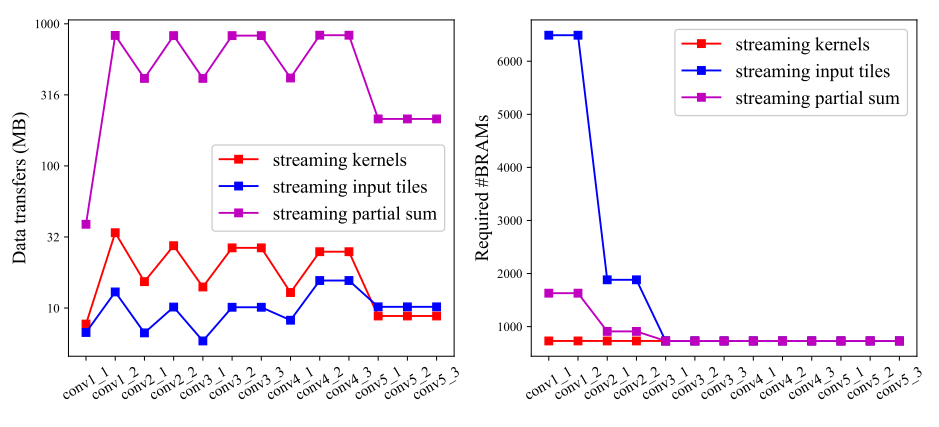 1000
316
100
32
10
Data transfers (MB)
streaming kernels
streaming input tiles
streaming partial sum
conv1_1
conv1_2
conv2_1
conv2_2
conv3_1
conv3_2
conv3_3
conv4_1
conv4_2
conv4_3
conv5_1
conv5_2
conv5_3
6000
5000
4000
3000
2000
1000
Required #BRAMs
streaming kernels
streaming input tiles
streaming partial sum
conv1_1
conv1_2
conv2_1
conv2_2
conv3_1
conv3_2
conv3_3
conv4_1
conv4_2
conv4_3
conv5_1
conv5_2
conv5_3